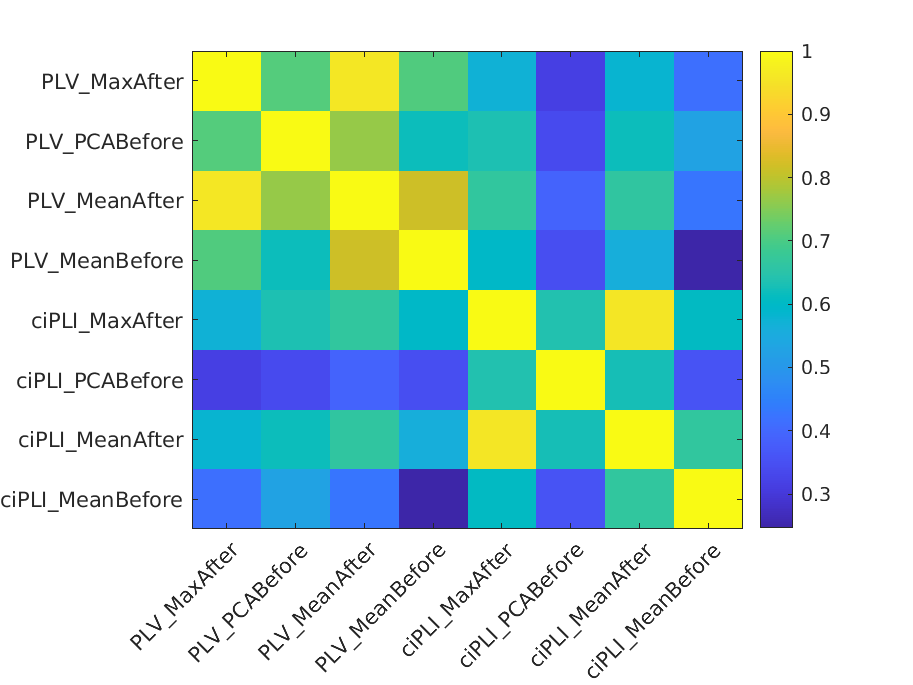 PLV_MaxAfter
PLV_PCABefore
PLV_MeanAfter
PLV_MeanBefore
ciPLI_MaxAfter
ciPLI_PCABefore
ciPLI_MeanAfter
ciPLI_MeanBefore
PLV_MaxAfter
PLV_PCABefore
PLV_MeanAfter
PLV_MeanBefore
ciPLI_MaxAfter
ciPLI_PCABefore
ciPLI_MeanAfter
ciPLI_MeanBefore
1
0.9
0.8
0.7
0.6
0.5
0.4
0.3